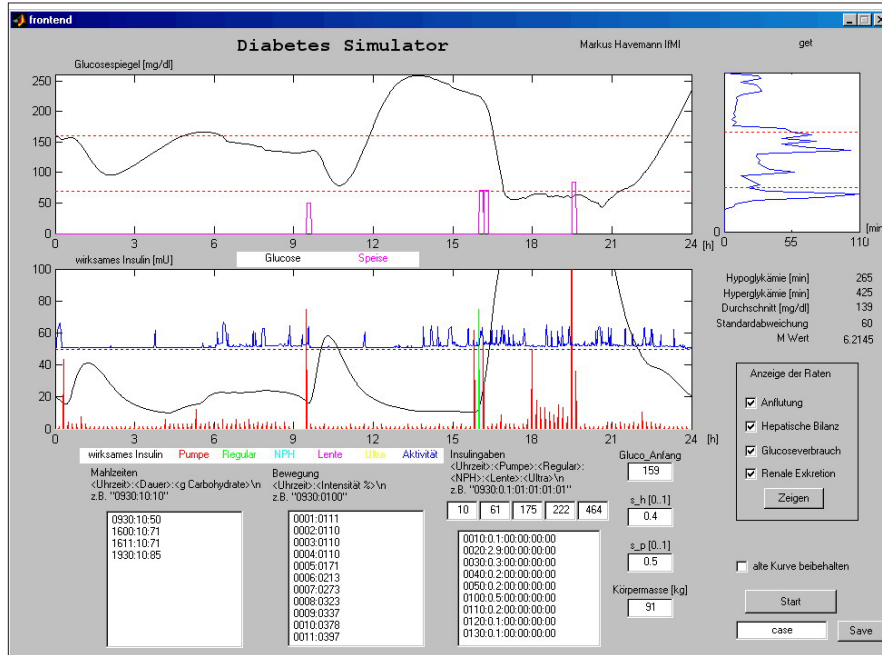 frontend
Diabetes Simulator
Markus Havemann IfMI
get
Glucosespiegel [mg/dl]
250
200
150
100
50
0
0 3 6 9 12 15 18 21 24 [h]
0
0 55 110 [min]
wirksames Insulin [mU]
Glucose Speise
100
80
60
40
20
0
0 3 6 9 12 15 18 21 24 [h]
Hypoglykämie [min] 265
Hyperglykämie [min] 425
Durchschnitt [mg/dl] 139
Standardabweichung 60
M Wert 6.2145
wirksames Insulin Pumpe Regular NPH Lente Ultra Aktivität
Mahlzeiten
<Uhrzeit>:<Dauer>:<g Carbohydrate>\n
z.B. "0930:10:10"
0930:10:50
1600:10:71
1611:10:71
1930:10:85
Bewegung
<Uhrzeit>:<Intensität %>\n
z.B. "0930:0100"
0001:0111
0002:0110
0003:0110
0004:0110
0005:0171
0006:0213
0007:0273
0008:0323
0009:0337
0010:0378
0011:0397
Insulingaben
<Uhrzeit>:<Pumpe>:<Regular>:
<NPH>:<Lente>:<Ultra>\n
z.B. "0930:0.1:01:01:01:01"
10 61 175 222 464
0010:0.1:00:00:00:00
0020:2.9:00:00:00:00
0030:0.3:00:00:00:00
0040:0.2:00:00:00:00
0050:0.2:00:00:00:00
0100:0.5:00:00:00:00
0110:0.2:00:00:00:00
0120:0.1:00:00:00:00
0130:0.1:00:00:00:00
Gluco_Anfang
159
s_h [0..1]
0.4
s_p [0..1]
0.5
Körpermasse [kg]
91
Anzeige der Raten
Anflutung
Hepatische Bilanz
Glucoseverbrauch
Renale Exkretion
Zeigen
alte Kurve beibehalten
Start
case Save